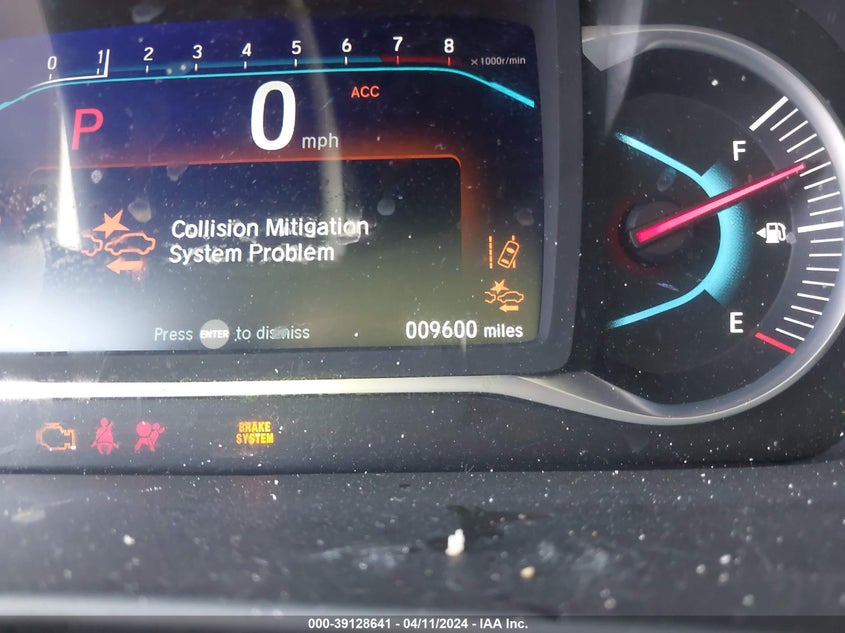 0 1 2 3 4 5 6 7 8 ×1000r/min
ACC
P 0 mph
F
Collision Mitigation
System Problem
E
Press ENTER to dismiss
009600 miles
BRAKE
SYSTEM
000-39128641 - 04/11/2024 - IAA Inc.